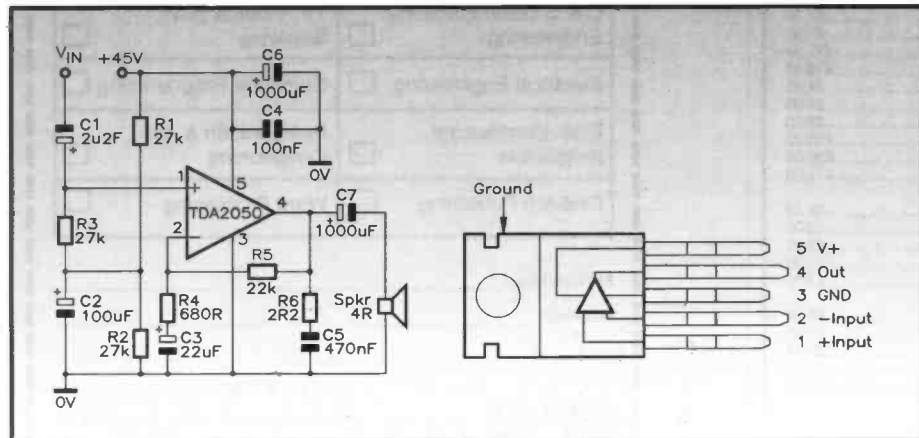 VIN
+45V
C6
1000uF
C4
100nF
0V
C1
2u2F
R1
27k
1
5
TDA2050
4
C7
1000uF
2
3
R3
27k
R5
22k
C2
100uF
R2
27k
R4
680R
C3
22uF
R6
2R2
C5
470nF
Spkr
4R
0V
Ground
5 V+
4 Out
3 GND
2 -Input
1 +Input